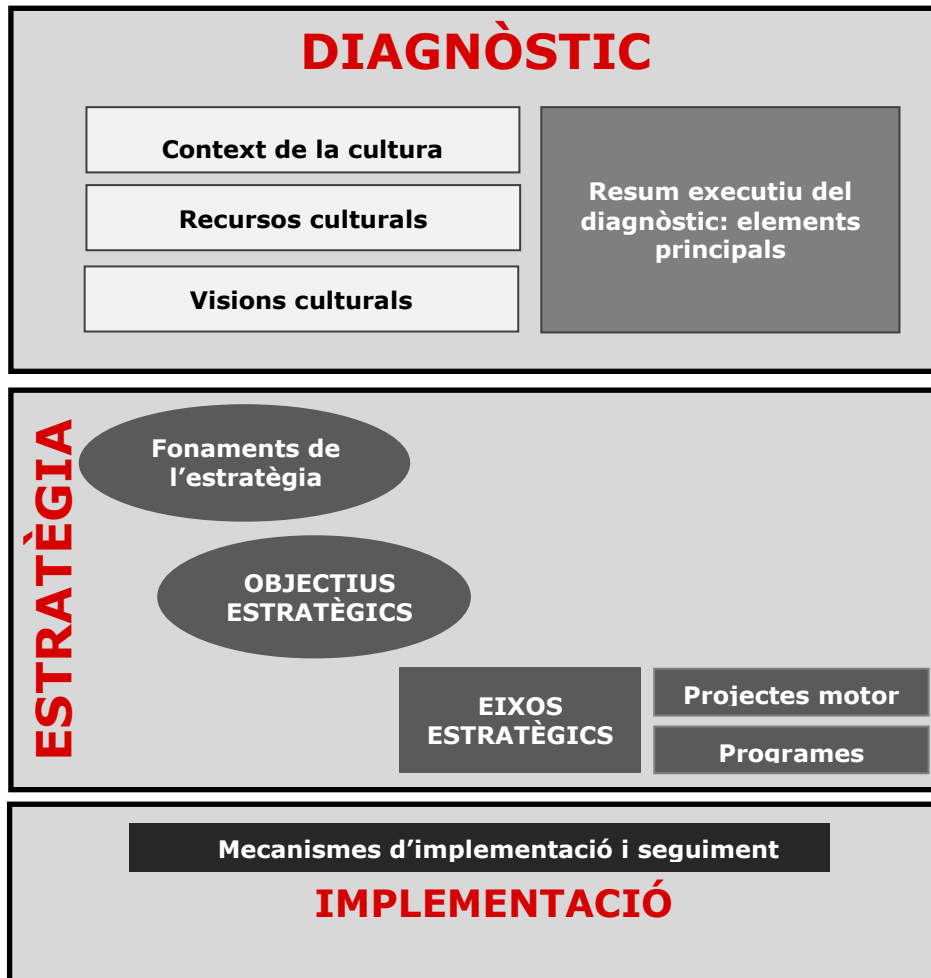 DIAGNÒSTIC
Context de la cultura
Recursos culturals
Visions culturals
Resum executiu del
diagnòstic: elements
principals
ESTRATÈGIA
Fonaments de
l’estratègia
OBJECTIUS
ESTRATÈGICS
EIXOS
ESTRATÈGICS
Projectes motor
Programes
Mecanismes d’implementació i seguiment
IMPLEMENTACIÓ